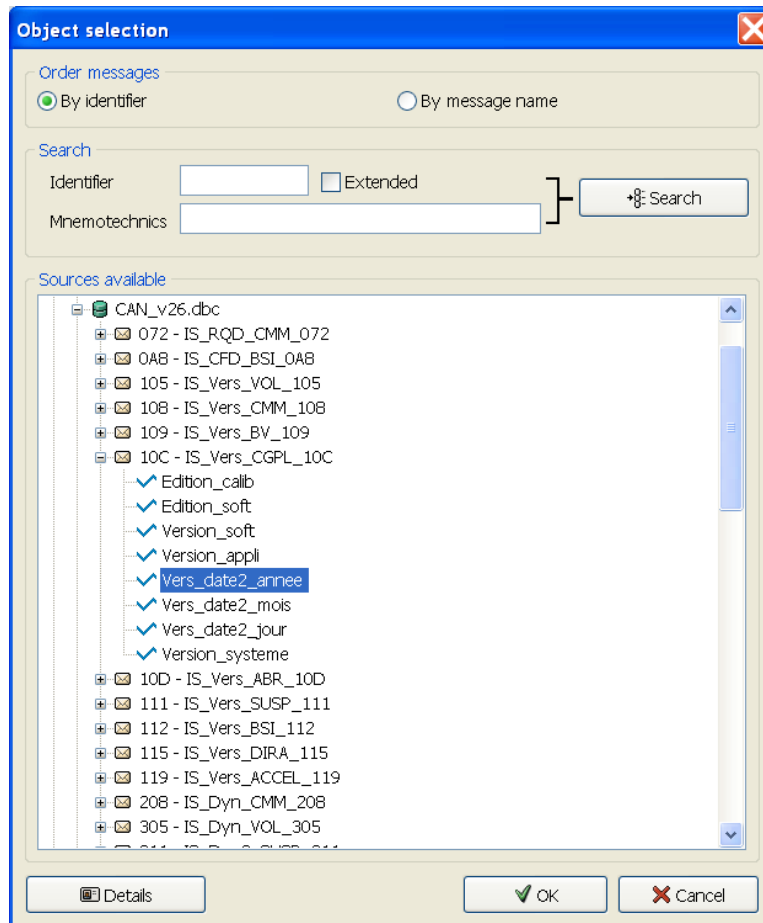 Object selection
Order messages
By identifier
By message name
Search
Identifier
Extended
Search
Mnemotechnics
Sources available
CAN_v26.dbc
072 - IS_RQD_CMM_072
0A8 - IS_CFD_BSI_0A8
105 - IS_Vers_VOL_105
108 - IS_Vers_CMM_108
109 - IS_Vers_BV_109
10C - IS_Vers_CGPL_10C
Edition_calib
Edition_soft
Version_soft
Version_appli
Vers_date2_annee
Vers_date2_mois
Vers_date2_jour
Version_systeme
10D - IS_Vers_ABR_10D
111 - IS_Vers_SUSP_111
112 - IS_Vers_BSI_112
115 - IS_Vers_DIRA_115
119 - IS_Vers_ACCEL_119
208 - IS_Dyn_CMM_208
305 - IS_Dyn_VOL_305
Details
OK
Cancel